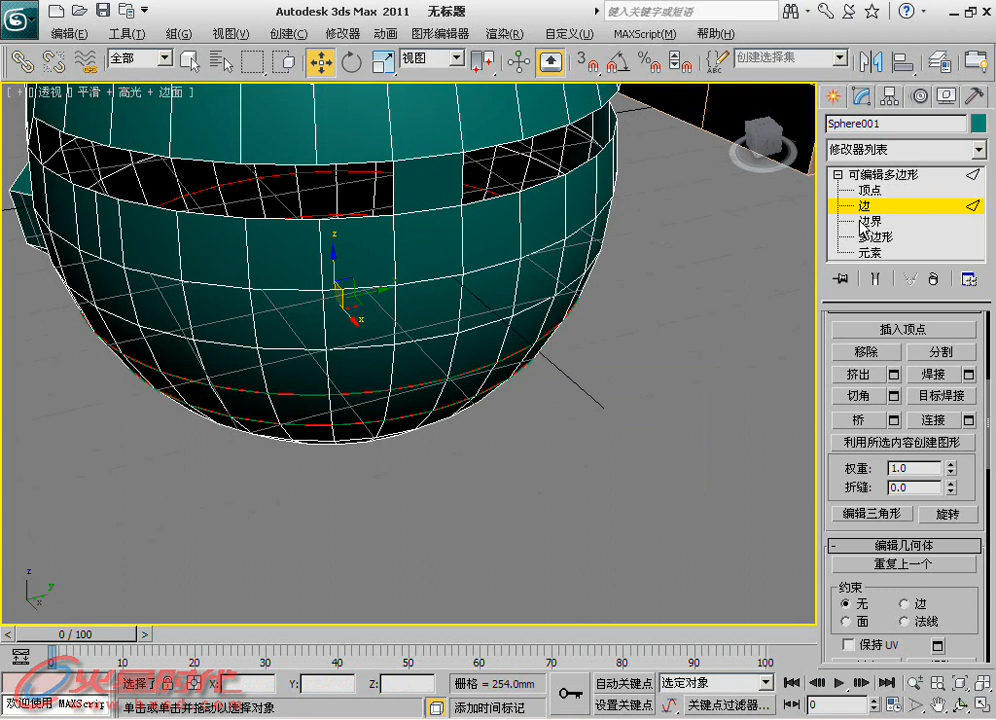 Autodesk 3ds Max 2011 无标题
键入关键字或短语
编辑(E) 工具(T) 组(G) 视图(V) 创建(C) 修改器 动画 图形编辑器 渲染(R) 自定义(U) MAXScript(M) 帮助(H)
全部 视图 3 创建选择集
[ + [] 透视 ] 平滑 + 高光 + 边面 ]
Sphere001
修改器列表
可编辑多边形
顶点
边
边界
多边形
元素
插入顶点
移除 分割
挤出 焊接
切角 目标焊接
桥 连接
利用所选内容创建图形
权重: 1.0
折缝: 0.0
编辑三角形 旋转
- 编辑几何体
重复上一个
约束
无 边
面 法线
保持 UV
z
x
z
y
x
< 0 / 100 >
0 10 20 30 40 50 60 70 80 90 100
选择了 X: Y: Z: 栅格 = 254.0mm 自动关键点 选定对象
欢迎使用 MAXScrip 单击或单击并拖动以选择对象 添加时间标记 设置关键点 关键点过滤器... 0